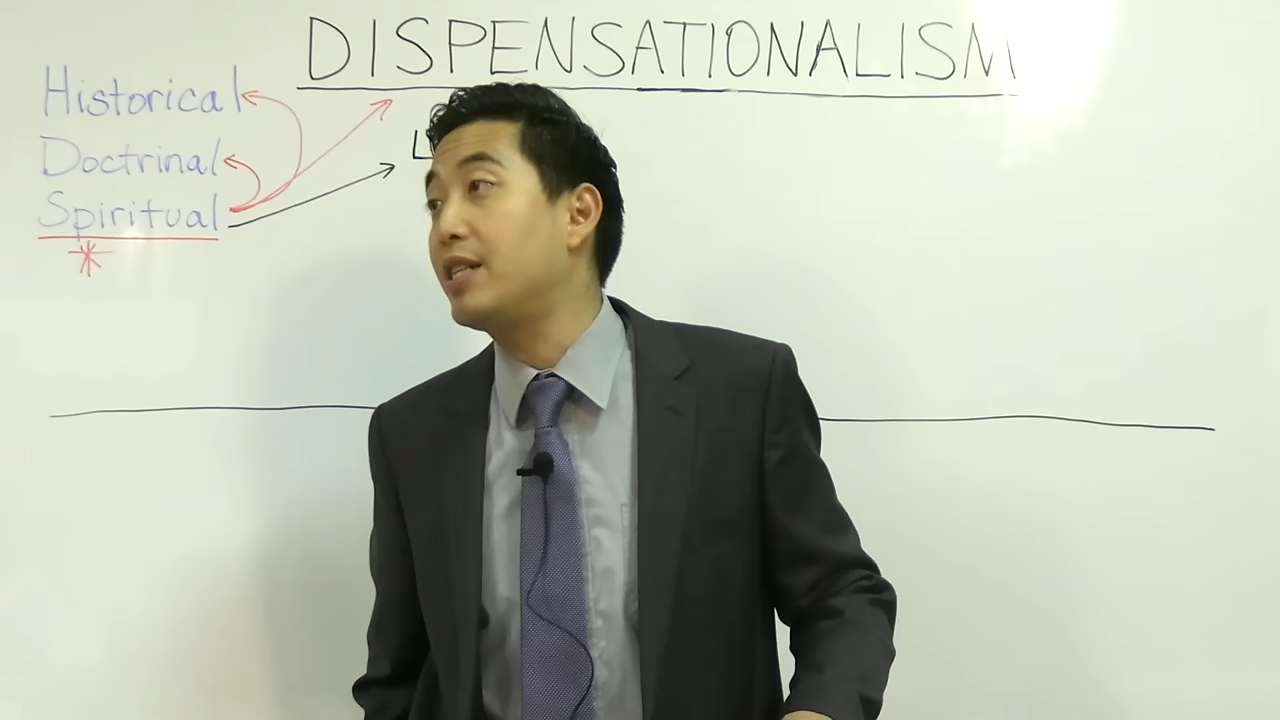 DISPENSATIONALISM
Historical
Doctrinal
Spiritual
*